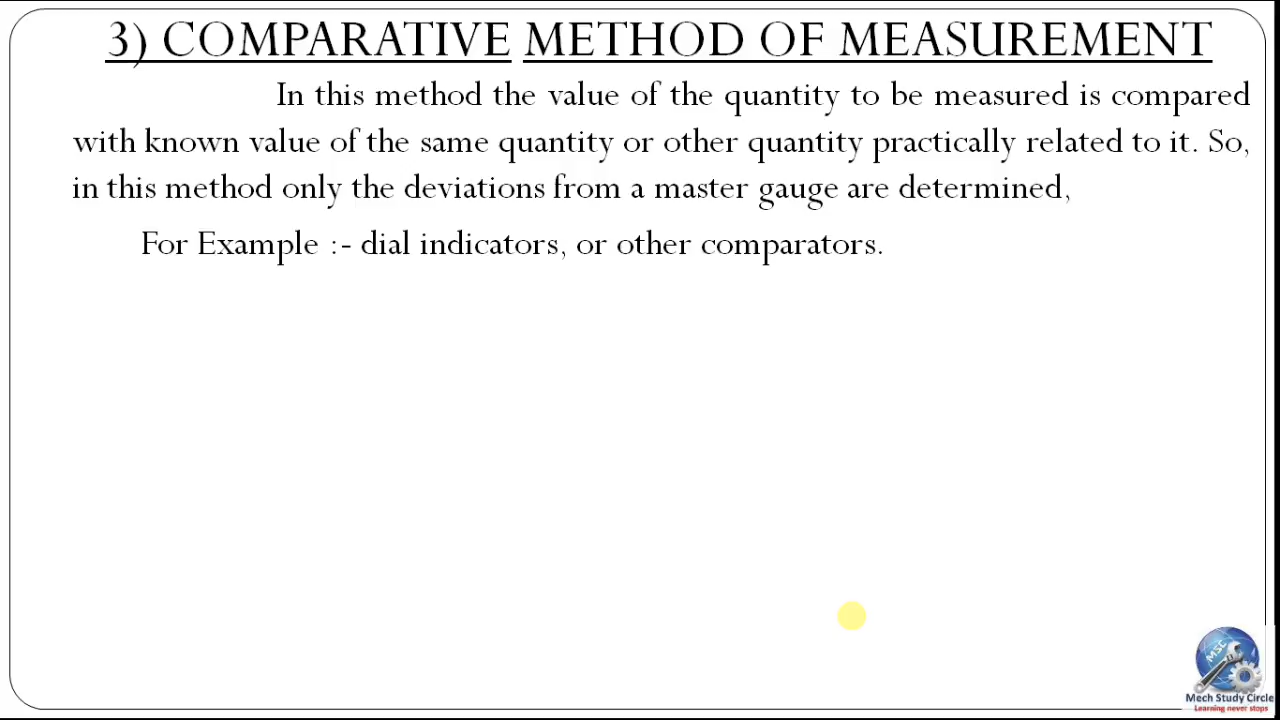 3) COMPARATIVE METHOD OF MEASUREMENT
In this method the value of the quantity to be measured is compared
with known value of the same quantity or other quantity practically related to it. So,
in this method only the deviations from a master gauge are determined,
For Example :- dial indicators, or other comparators.
MSC
Mech Study Circle
Learning never stops